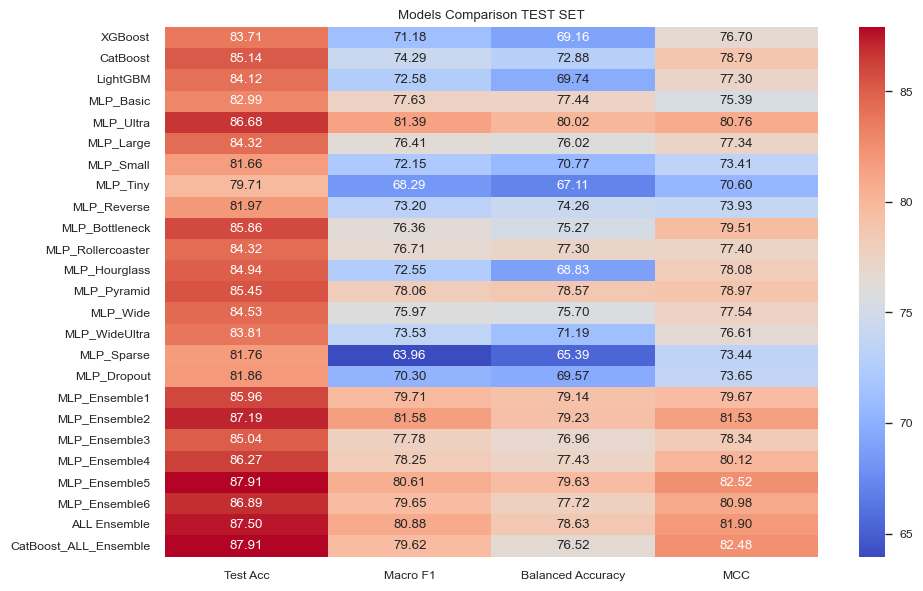 Models Comparison TEST SET
XGBoost 83.71 71.18 69.16 76.70
CatBoost 85.14 74.29 72.88 78.79
LightGBM 84.12 72.58 69.74 77.30
MLP_Basic 82.99 77.63 77.44 75.39
MLP_Ultra 86.68 81.39 80.02 80.76
MLP_Large 84.32 76.41 76.02 77.34
MLP_Small 81.66 72.15 70.77 73.41
MLP_Tiny 79.71 68.29 67.11 70.60
MLP_Reverse 81.97 73.20 74.26 73.93
MLP_Bottleneck 85.86 76.36 75.27 79.51
MLP_Rollercoaster 84.32 76.71 77.30 77.40
MLP_Hourglass 84.94 72.55 68.83 78.08
MLP_Pyramid 85.45 78.06 78.57 78.97
MLP_Wide 84.53 75.97 75.70 77.54
MLP_WideUltra 83.81 73.53 71.19 76.61
MLP_Sparse 81.76 63.96 65.39 73.44
MLP_Dropout 81.86 70.30 69.57 73.65
MLP_Ensemble1 85.96 79.71 79.14 79.67
MLP_Ensemble2 87.19 81.58 79.23 81.53
MLP_Ensemble3 85.04 77.78 76.96 78.34
MLP_Ensemble4 86.27 78.25 77.43 80.12
MLP_Ensemble5 87.91 80.61 79.63 82.52
MLP_Ensemble6 86.89 79.65 77.72 80.98
ALL Ensemble 87.50 80.88 78.63 81.90
CatBoost_ALL_Ensemble 87.91 79.62 76.52 82.48
Test Acc Macro F1 Balanced Accuracy MCC
85
80
75
70
65